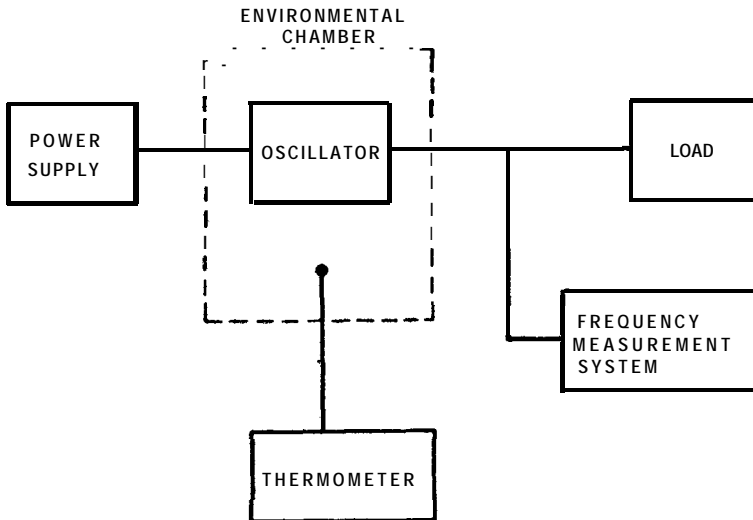 ENVIRONMENTAL
CHAMBER
POWER
SUPPLY
OSCILLATOR
LOAD
FREQUENCY
MEASUREMENT
SYSTEM
THERMOMETER